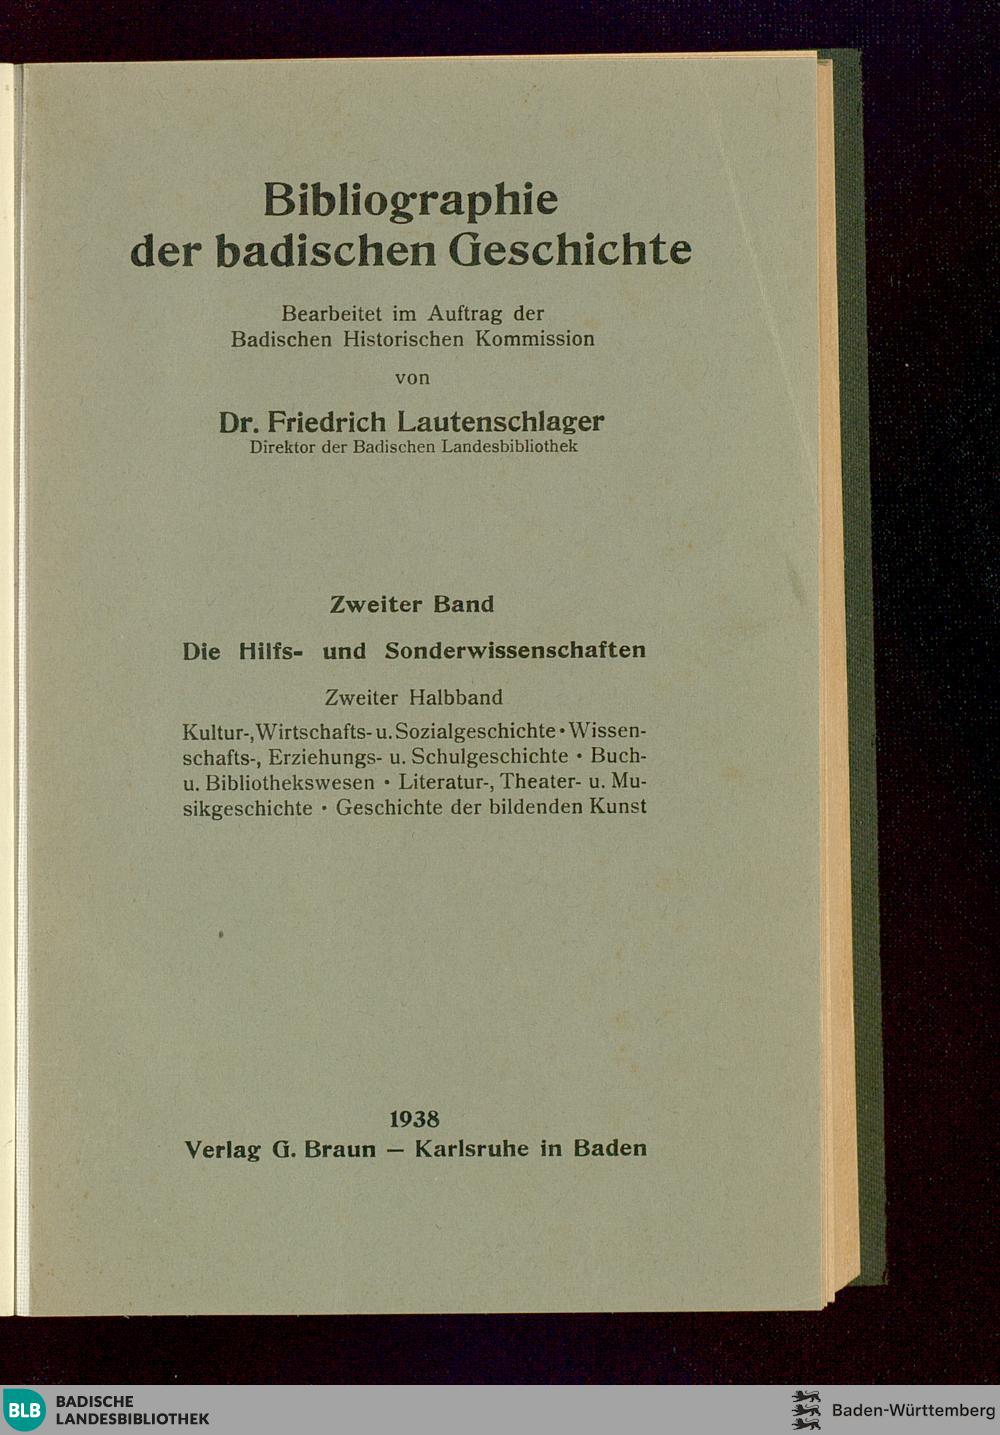 Bibliographie
der badischen Geschichte
Bearbeitet im Auftrag der
Badischen Historischen Kommission
von
Dr. Friedrich Lautenschlager
Direktor der Badischen Landesbibliothek
Zweiter Band
Die Hilfs- und Sonderwissenschaften
Zweiter Halbband
Kultur-, Wirtschafts- u. Sozialgeschichte · Wissen-
schafts-, Erziehungs- u. Schulgeschichte · Buch-
u. Bibliothekswesen · Literatur-, Theater- u. Mu-
sikgeschichte · Geschichte der bildenden Kunst
1938
Verlag G. Braun — Karlsruhe in Baden
BLB
BADISCHE
LANDESBIBLIOTHEK
Baden-Württemberg